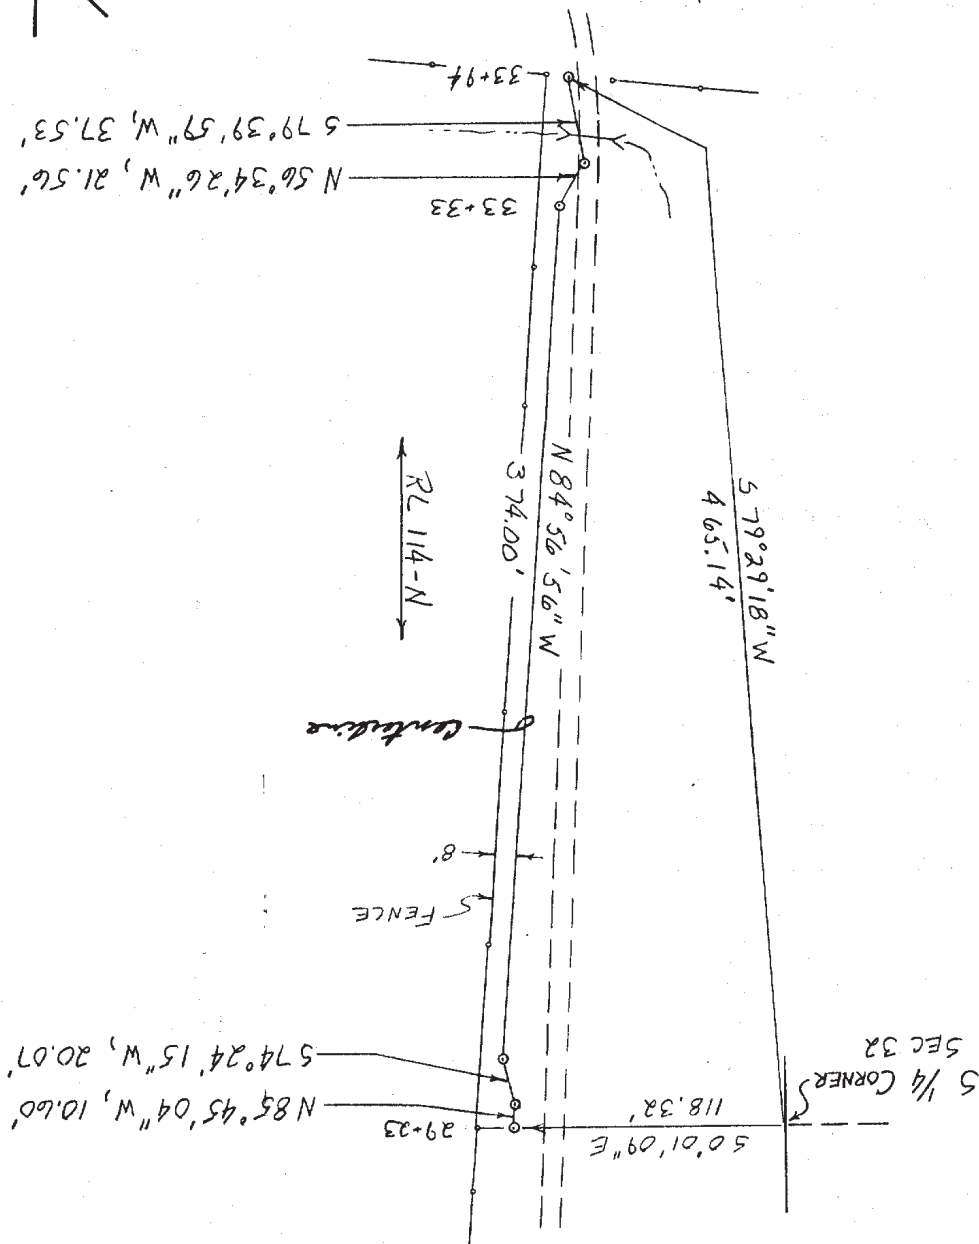 S 1/4 CORNER
SEC 32
S 0°01'09"E
118.32'
29+23
N 85°45'04"W, 10.60'
S 74°24'15"W, 20.07'
FENCE
8'
Centerline
S 79°29'18"W
465.14'
N 84°56'56"W
374.00'
RL 114-N
33+33
N 56°34'26"W, 21.56'
S 79°39'59"W, 37.53'
33+94